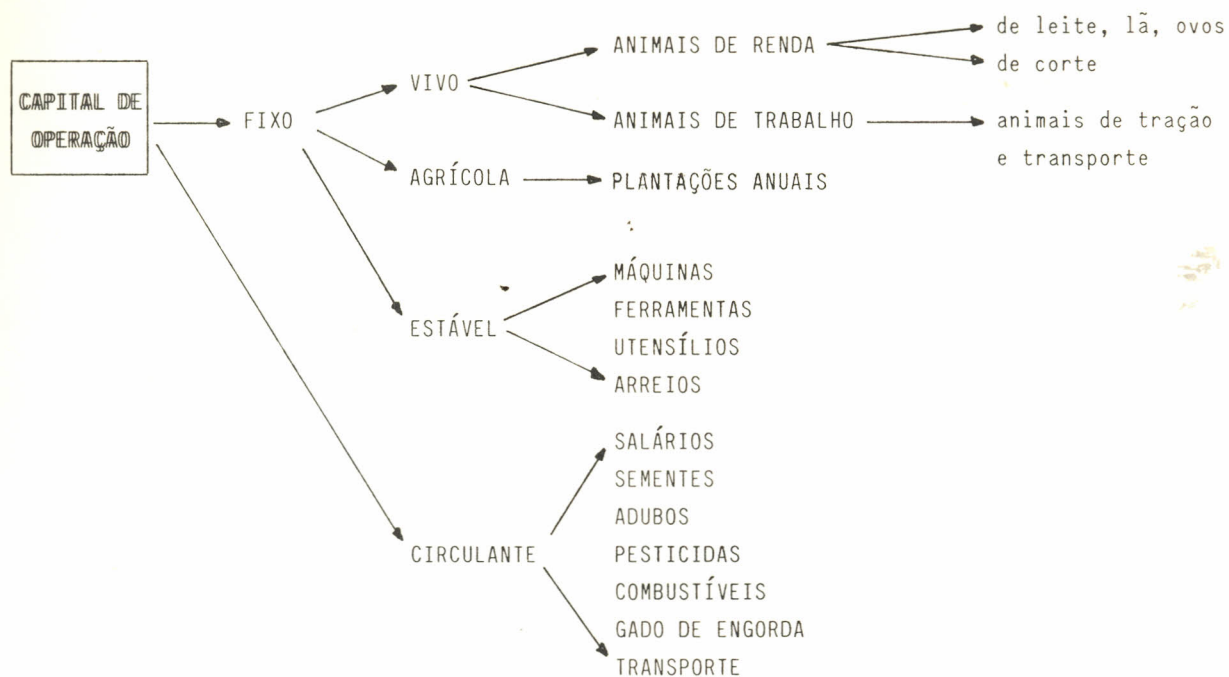 CAPITAL DE
OPERAÇÃO
FIXO
VIVO
ANIMAIS DE RENDA
de leite, lã, ovos
de corte
ANIMAIS DE TRABALHO
animais de tração
e transporte
AGRÍCOLA
PLANTAÇÕES ANUAIS
ESTÁVEL
MÁQUINAS
FERRAMENTAS
UTENSÍLIOS
ARREIOS
CIRCULANTE
SALÁRIOS
SEMENTES
ADUBOS
PESTICIDAS
COMBUSTÍVEIS
GADO DE ENGORDA
TRANSPORTE